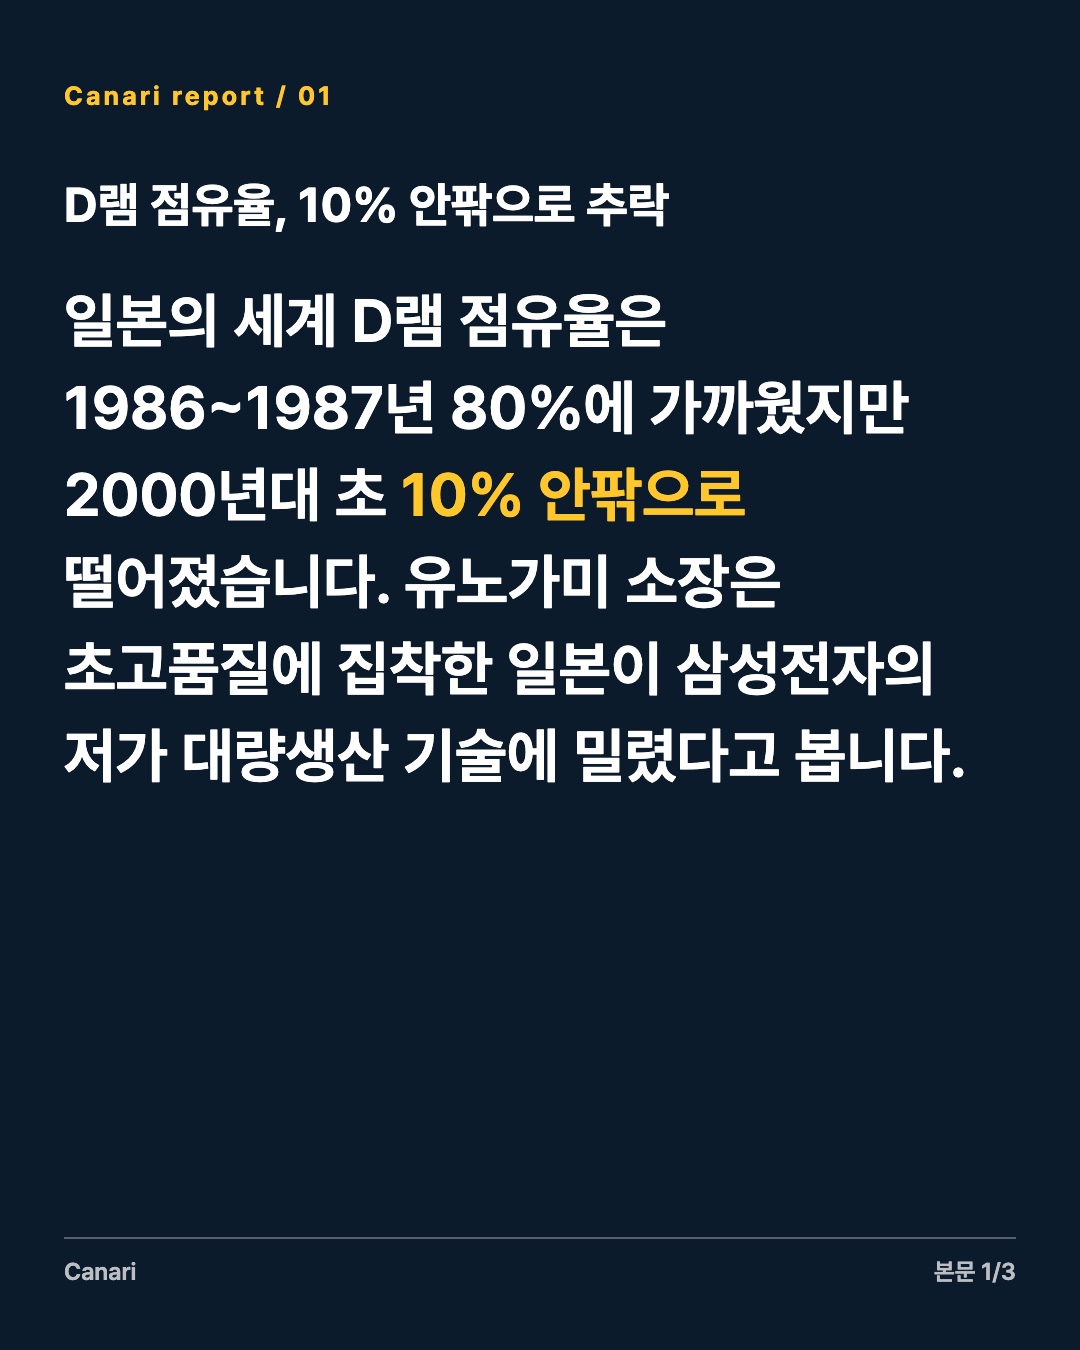 Canari report / 01
D램 점유율, 10% 안팎으로 추락
일본의 세계 D램 점유율은
1986~1987년 80%에 가까웠지만
2000년대 초 10% 안팎으로
떨어졌습니다. 유노가미 소장은
초고품질에 집착한 일본이 삼성전자의
저가 대량생산 기술에 밀렸다고 봅니다.
Canari
본문 1/3